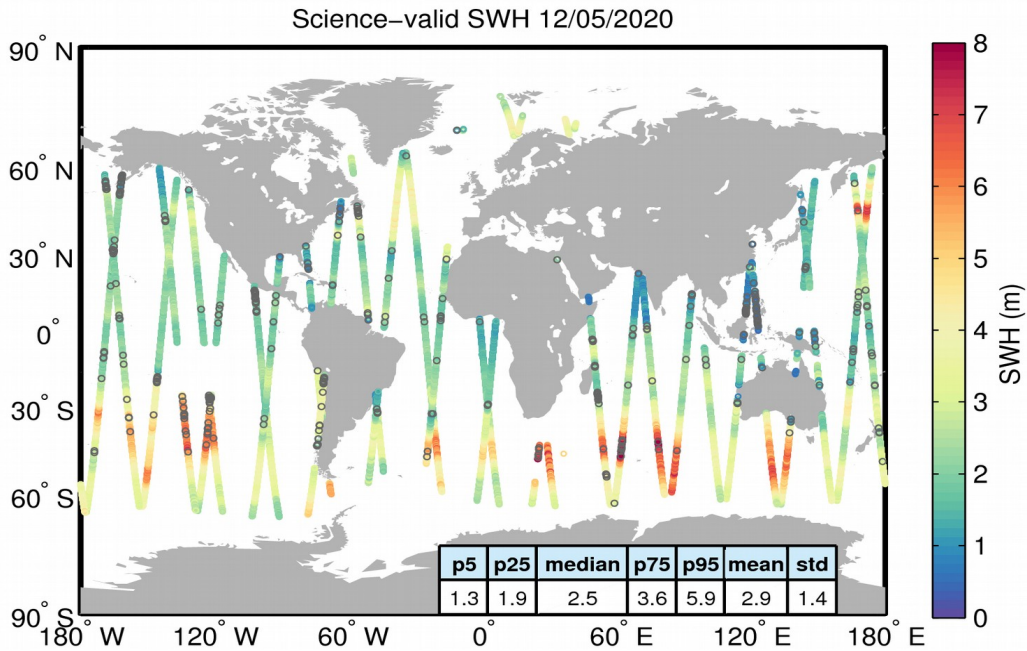 Science−valid SWH 12/05/2020
90° N
60° N
30° N
0°
30° S
60° S
90° S
180° W
120° W
60° W
0°
60° E
120° E
180° E
p5 p25 median p75 p95 mean std
1.3 1.9 2.5 3.6 5.9 2.9 1.4
8
7
6
5
4
3
2
1
0
SWH (m)